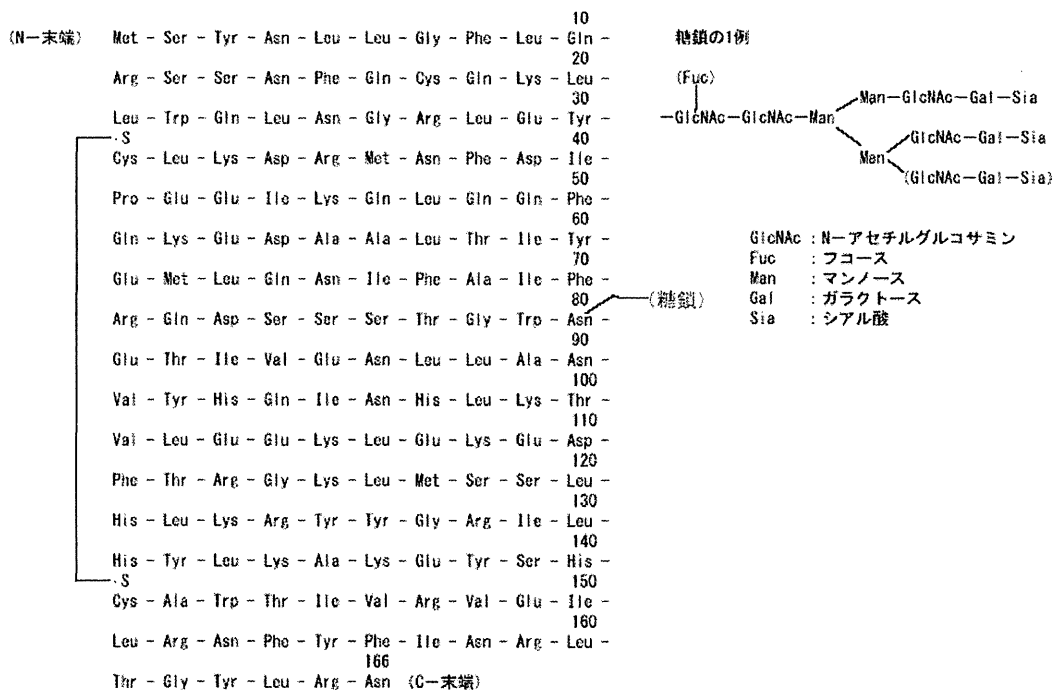 10
(N－末端) Met - Ser - Tyr - Asn - Leu - Leu - Gly - Phe - Leu - Gln -
20
Arg - Ser - Ser - Asn - Phe - Gln - Cys - Gln - Lys - Leu -
30
Leu - Trp - Gln - Leu - Asn - Gly - Arg - Leu - Glu - Tyr -
S
40
Cys - Leu - Lys - Asp - Arg - Met - Asn - Phe - Asp - Ile
50
Pro - Glu - Glu - Ile - Lys - Gln - Leu - Gln - Gln - Phe
60
Gln - Lys - Glu - Asp - Ala - Ala - Leu - Thr - Ile - Tyr -
70
Glu - Met - Leu - Gln - Asn - Ile - Phe - Ala - Ile - Phe
80
Arg - Gln - Asp - Ser - Ser - Ser - Thr - Gly - Trp - Asn -
(糖鎖)
90
Glu - Thr - Ile - Val - Glu - Asn - Leu - Leu - Ala - Asn -
100
Val - Tyr - His - Gln - Ile - Asn - His - Leu - Lys - Thr -
110
Val - Leu - Glu - Glu - Lys - Leu - Glu - Lys - Glu - Asp -
120
Phe - Thr - Arg - Gly - Lys - Leu - Met - Ser - Ser - Leu -
130
His - Leu - Lys - Arg - Tyr - Tyr - Gly - Arg - Ile - Leu -
140
His - Tyr - Leu - Lys - Ala - Lys - Glu - Tyr - Ser - His -
S
150
Cys - Ala - Trp - Thr - Ile - Val - Arg - Val - Glu - Ile -
160
Leu - Arg - Asn - Phe - Tyr - Phe - Ile - Asn - Arg - Leu -
166
Thr - Gly - Tyr - Leu - Arg - Asn (C－末端)
糖鎖の1例
(Fuc)
Man－GlcNAc－Gal－Sia
－GlcNAc－GlcNAc－Man
GlcNAc－Gal－Sia
Man
(GlcNAc－Gal－Sia)
GlcNAc：N－アセチルグルコサミン
Fuc ：フコース
Man ：マンノース
Gal ：ガラクトース
Sia ：シアル酸